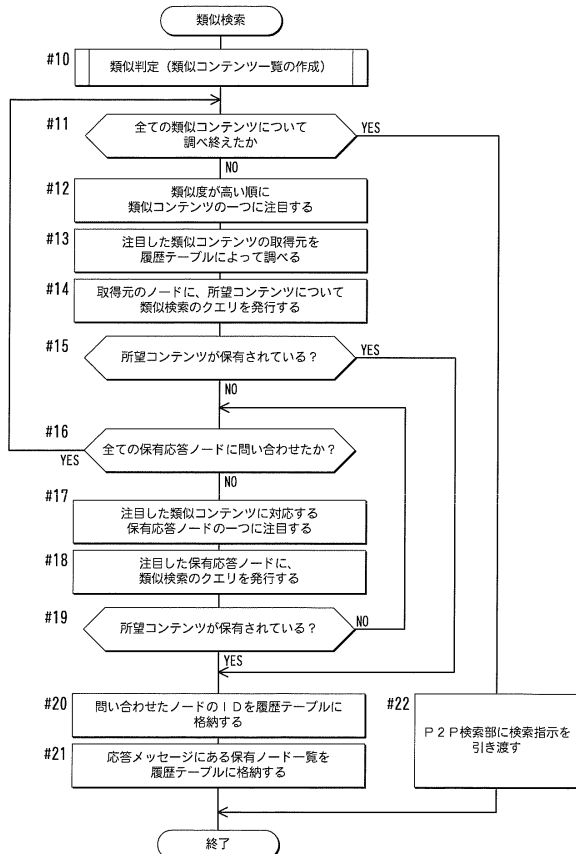 類似検索
#10
類似判定（類似コンテンツ一覧の作成）
#11
全ての類似コンテンツについて
調べ終えたか
YES
NO
#12
類似度が高い順に
類似コンテンツの一つに注目する
#13
注目した類似コンテンツの取得元を
履歴テーブルによって調べる
#14
取得元のノードに、所望コンテンツについて
類似検索のクエリを発行する
#15
所望コンテンツが保有されている？
YES
NO
#16
全ての保有応答ノードに問い合わせたか？
YES
NO
#17
注目した類似コンテンツに対応する
保有応答ノードの一つに注目する
#18
注目した保有応答ノードに、
類似検索のクエリを発行する
#19
所望コンテンツが保有されている？
NO
YES
#20
問い合わせたノードのＩＤを履歴テーブルに
格納する
#22
Ｐ２Ｐ検索部に検索指示を
引き渡す
#21
応答メッセージにある保有ノード一覧を
履歴テーブルに格納する
終了